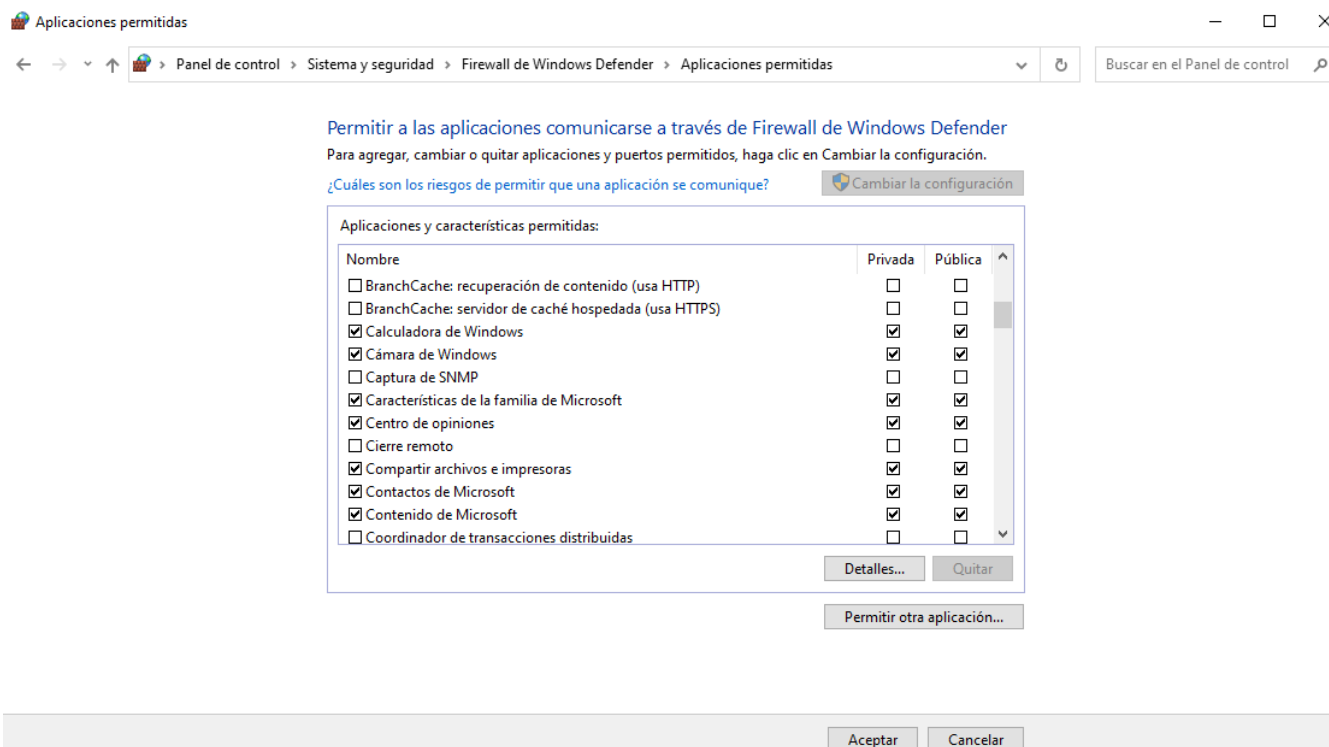 Aplicaciones permitidas
Panel de control > Sistema y seguridad > Firewall de Windows Defender > Aplicaciones permitidas
Buscar en el Panel de control
Permitir a las aplicaciones comunicarse a través de Firewall de Windows Defender
Para agregar, cambiar o quitar aplicaciones y puertos permitidos, haga clic en Cambiar la configuración.
¿Cuáles son los riesgos de permitir que una aplicación se comunique?
Cambiar la configuración
Aplicaciones y características permitidas:
Nombre Privada Pública
BranchCache: recuperación de contenido (usa HTTP)
BranchCache: servidor de caché hospedada (usa HTTPS)
Calculadora de Windows
Cámara de Windows
Captura de SNMP
Características de la familia de Microsoft
Centro de opiniones
Cierre remoto
Compartir archivos e impresoras
Contactos de Microsoft
Contenido de Microsoft
Coordinador de transacciones distribuidas
Detalles... Quitar
Permitir otra aplicación...
Aceptar Cancelar